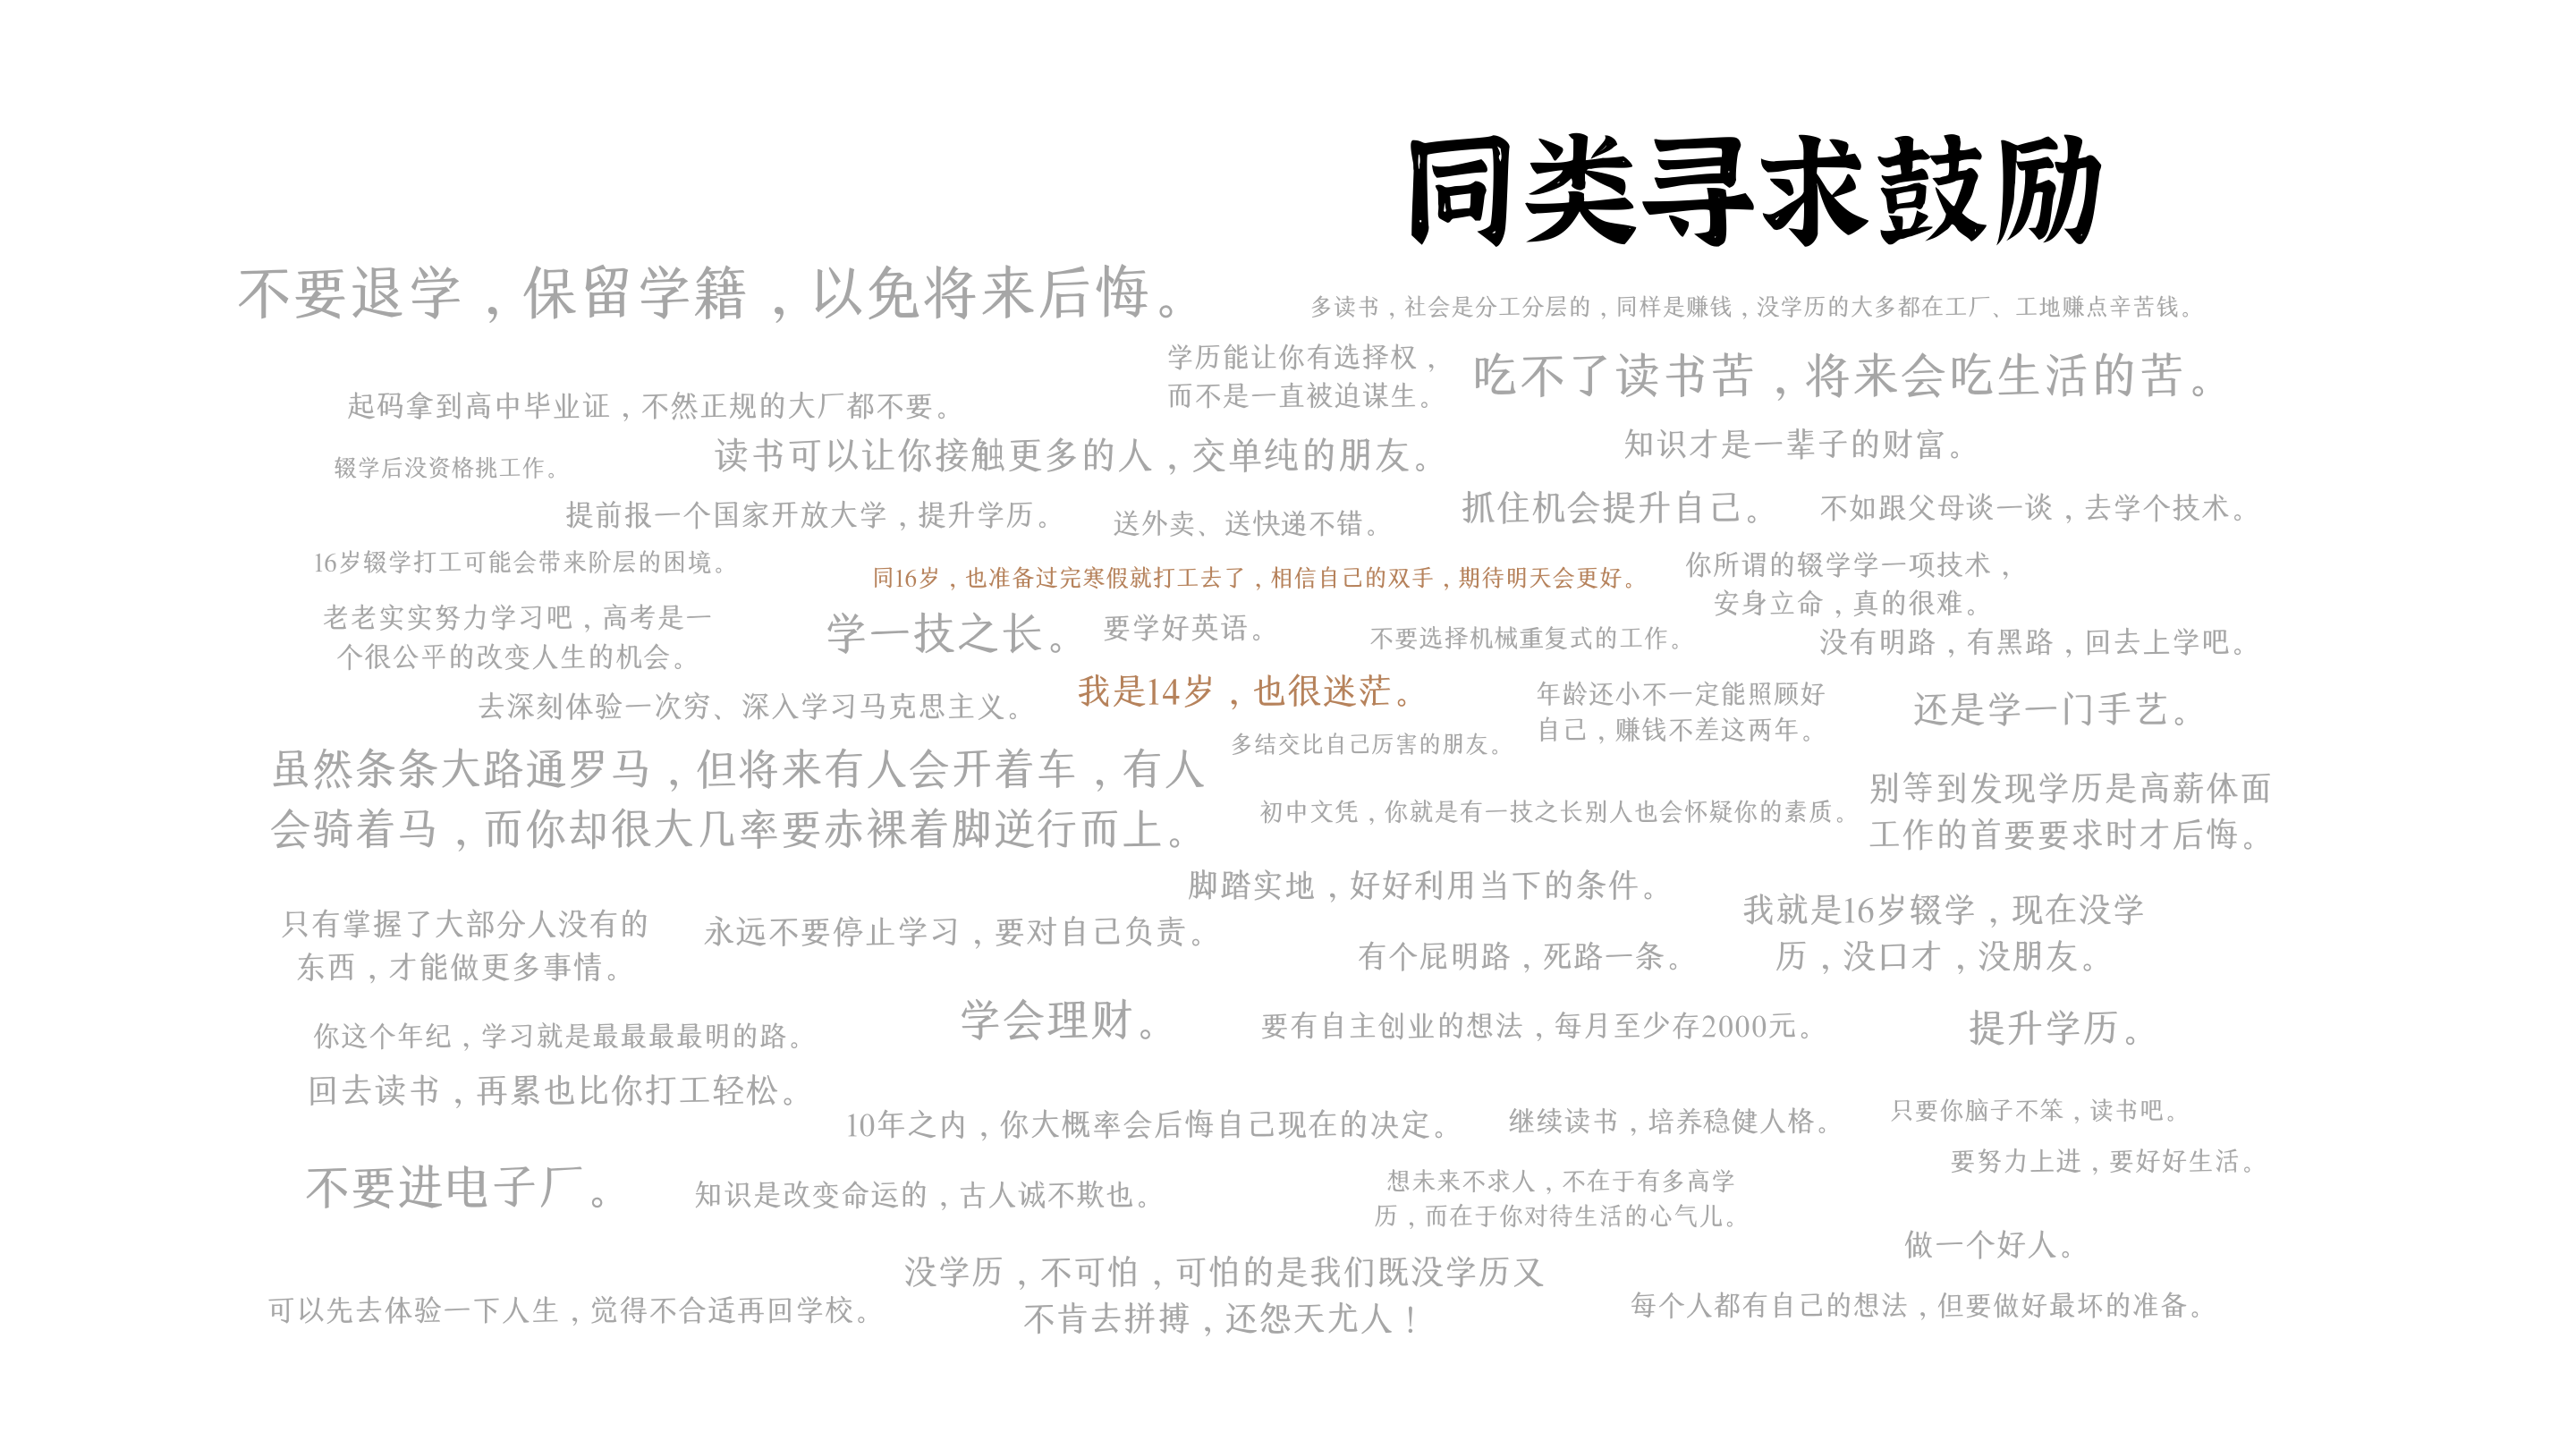 同类寻求鼓励
不要退学，保留学籍，以免将来后悔。
多读书，社会是分工分层的，同样是赚钱，没学历的大多都在工厂、工地赚点辛苦钱。
学历能让你有选择权，
而不是一直被迫谋生。
吃不了读书苦，将来会吃生活的苦。
起码拿到高中毕业证，不然正规的大厂都不要。
读书可以让你接触更多的人，交单纯的朋友。
知识才是一辈子的财富。
辍学后没资格挑工作。
提前报一个国家开放大学，提升学历。
送外卖、送快递不错。
抓住机会提升自己。
不如跟父母谈一谈，去学个技术。
16岁辍学打工可能会带来阶层的困境。
同16岁，也准备过完寒假就打工去了，相信自己的双手，期待明天会更好。
你所谓的辍学学一项技术，
安身立命，真的很难。
老老实实努力学习吧，高考是一
个很公平的改变人生的机会。
学一技之长。
要学好英语。
不要选择机械重复式的工作。
没有明路，有黑路，回去上学吧。
去深刻体验一次穷、深入学习马克思主义。
我是14岁，也很迷茫。
年龄还小不一定能照顾好
自己，赚钱不差这两年。
还是学一门手艺。
多结交比自己厉害的朋友。
虽然条条大路通罗马，但将来有人会开着车，有人
会骑着马，而你却很大几率要赤裸着脚逆行而上。
初中文凭，你就是有一技之长别人也会怀疑你的素质。
别等到发现学历是高薪体面
工作的首要要求时才后悔。
脚踏实地，好好利用当下的条件。
只有掌握了大部分人没有的
东西，才能做更多事情。
永远不要停止学习，要对自己负责。
有个屁明路，死路一条。
我就是16岁辍学，现在没学
历，没口才，没朋友。
你这个年纪，学习就是最最最最明的路。
学会理财。
要有自主创业的想法，每月至少存2000元。
提升学历。
回去读书，再累也比你打工轻松。
10年之内，你大概率会后悔自己现在的决定。
继续读书，培养稳健人格。
只要你脑子不笨，读书吧。
不要进电子厂。
知识是改变命运的，古人诚不欺也。
想未来不求人，不在于有多高学
历，而在于你对待生活的心气儿。
要努力上进，要好好生活。
做一个好人。
可以先去体验一下人生，觉得不合适再回学校。
没学历，不可怕，可怕的是我们既没学历又
不肯去拼搏，还怨天尤人！
每个人都有自己的想法，但要做好最坏的准备。